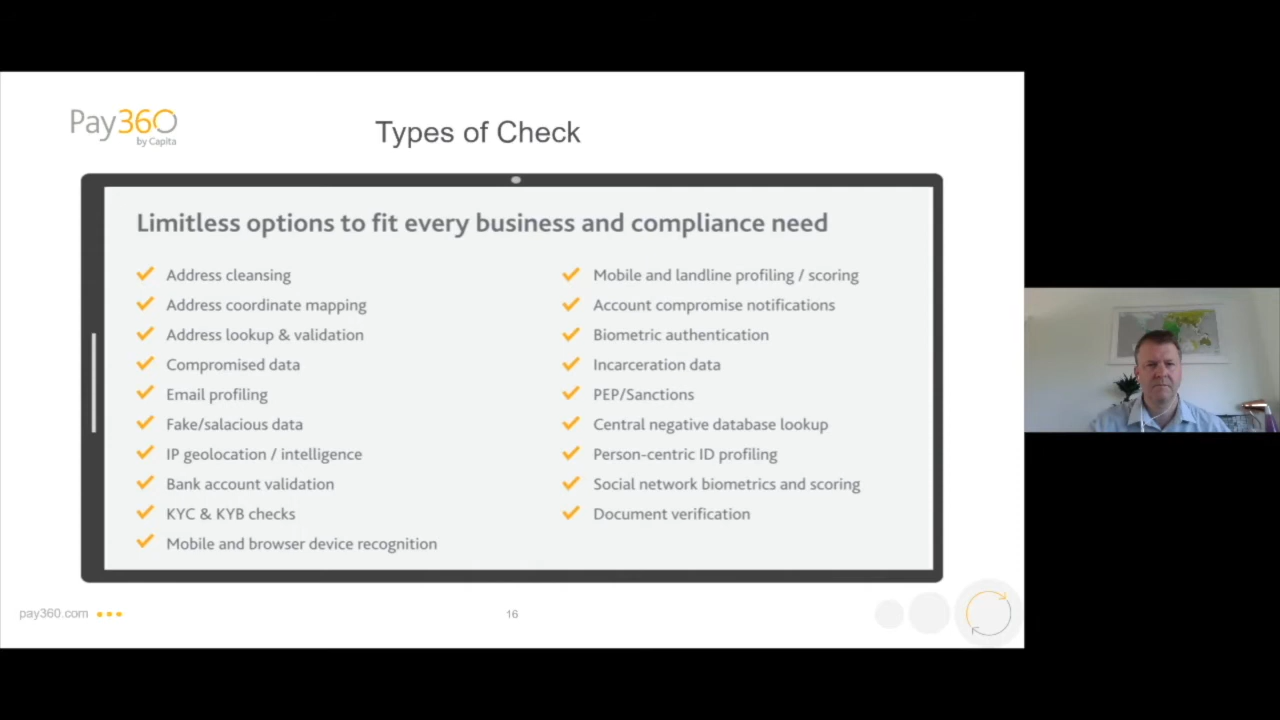 Pay360
by Capita
Types of Check
Limitless options to fit every business and compliance need
Address cleansing
Address coordinate mapping
Address lookup & validation
Compromised data
Email profiling
Fake/salacious data
IP geolocation / intelligence
Bank account validation
KYC & KYB checks
Mobile and browser device recognition
Mobile and landline profiling / scoring
Account compromise notifications
Biometric authentication
Incarceration data
PEP/Sanctions
Central negative database lookup
Person-centric ID profiling
Social network biometrics and scoring
Document verification
pay360.com
16